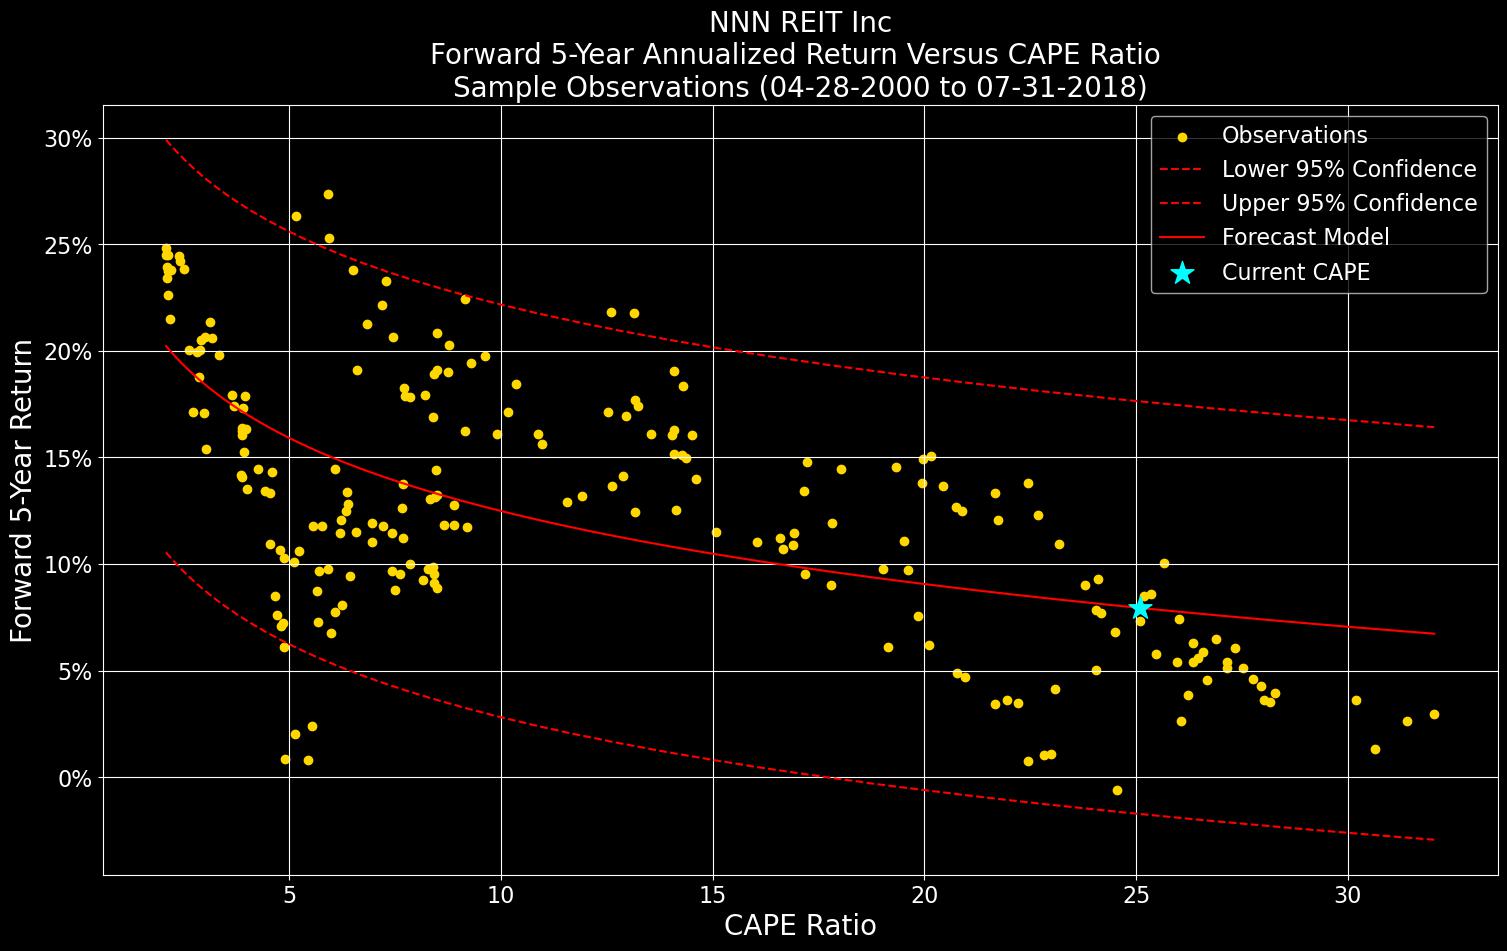 NNN REIT Inc
Forward 5-Year Annualized Return Versus CAPE Ratio
Sample Observations (04-28-2000 to 07-31-2018)
Forward 5-Year Return
30%
25%
20%
15%
10%
5%
0%
Observations
Lower 95% Confidence
Upper 95% Confidence
Forecast Model
Current CAPE
5 10 15 20 25 30
CAPE Ratio